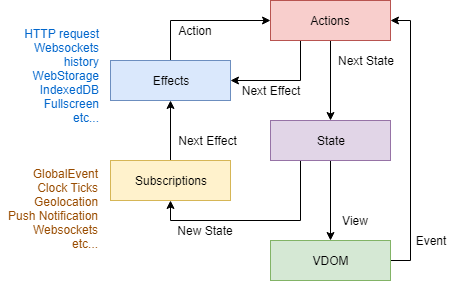 HTTP request
Websockets
history
WebStorage
IndexedDB
Fullscreen
etc...
Action
Actions
Next State
Effects
Next Effect
State
Next Effect
GlobalEvent
Clock Ticks
Geolocation
Push Notification
Websockets
etc...
Subscriptions
New State
View
Event
VDOM